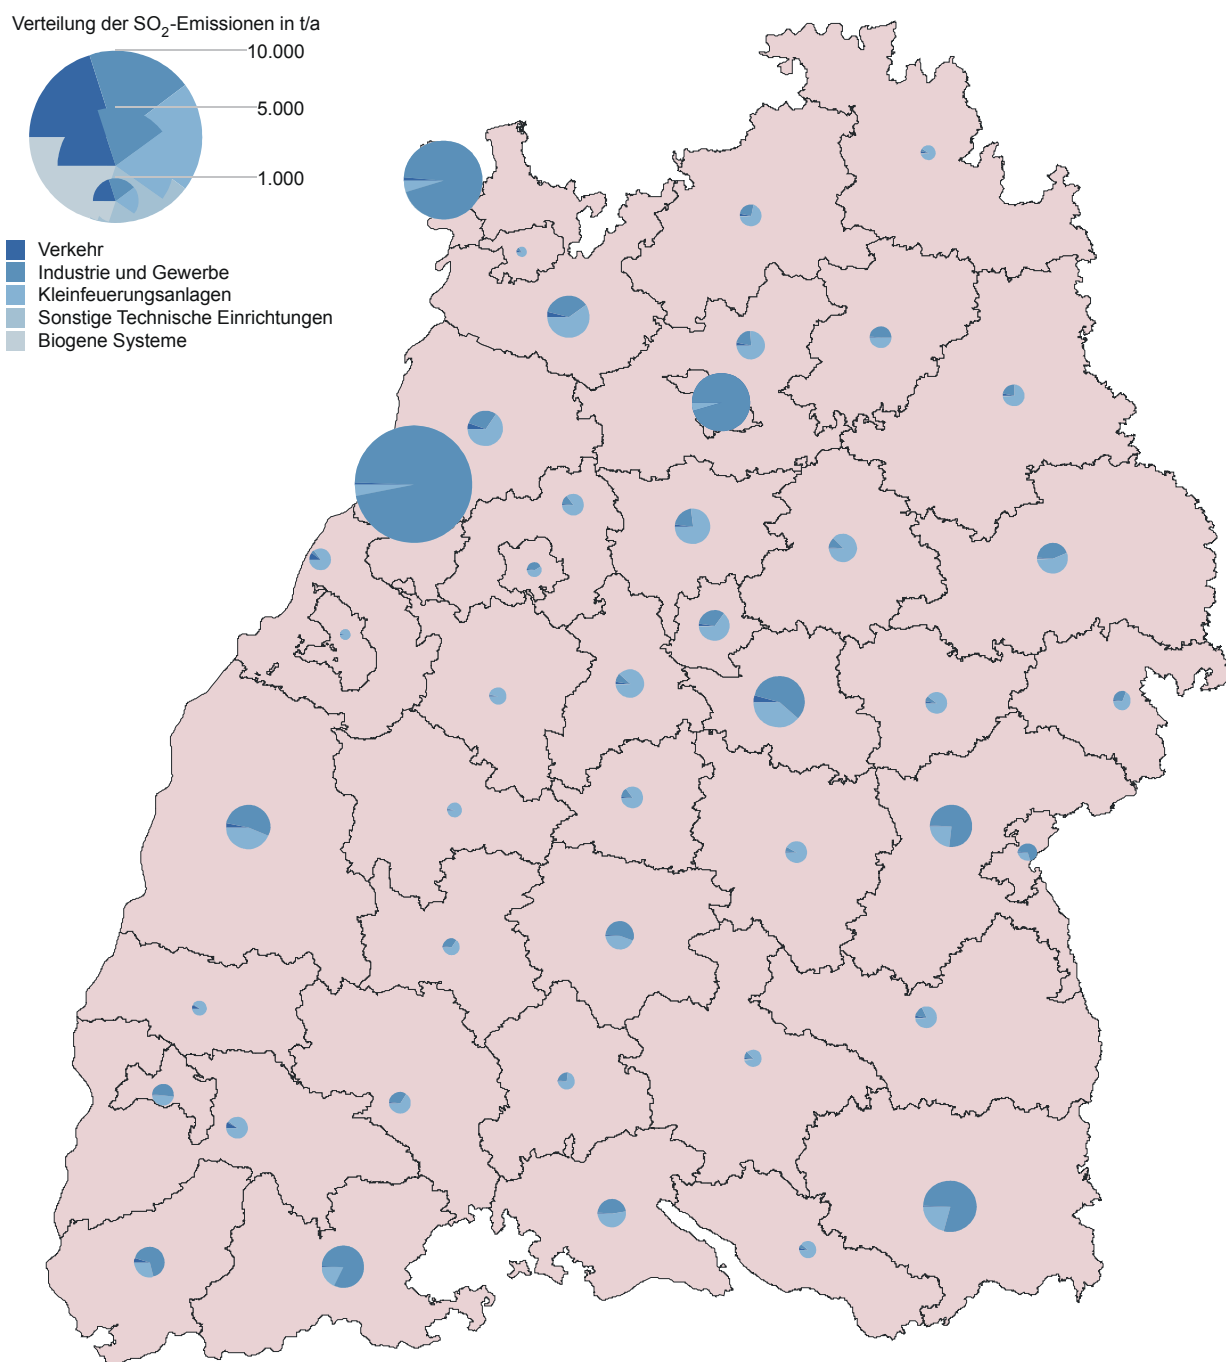 Verteilung der SO₂-Emissionen in t/a
10.000
5.000
1.000
Verkehr
Industrie und Gewerbe
Kleinfeuerungsanlagen
Sonstige Technische Einrichtungen
Biogene Systeme